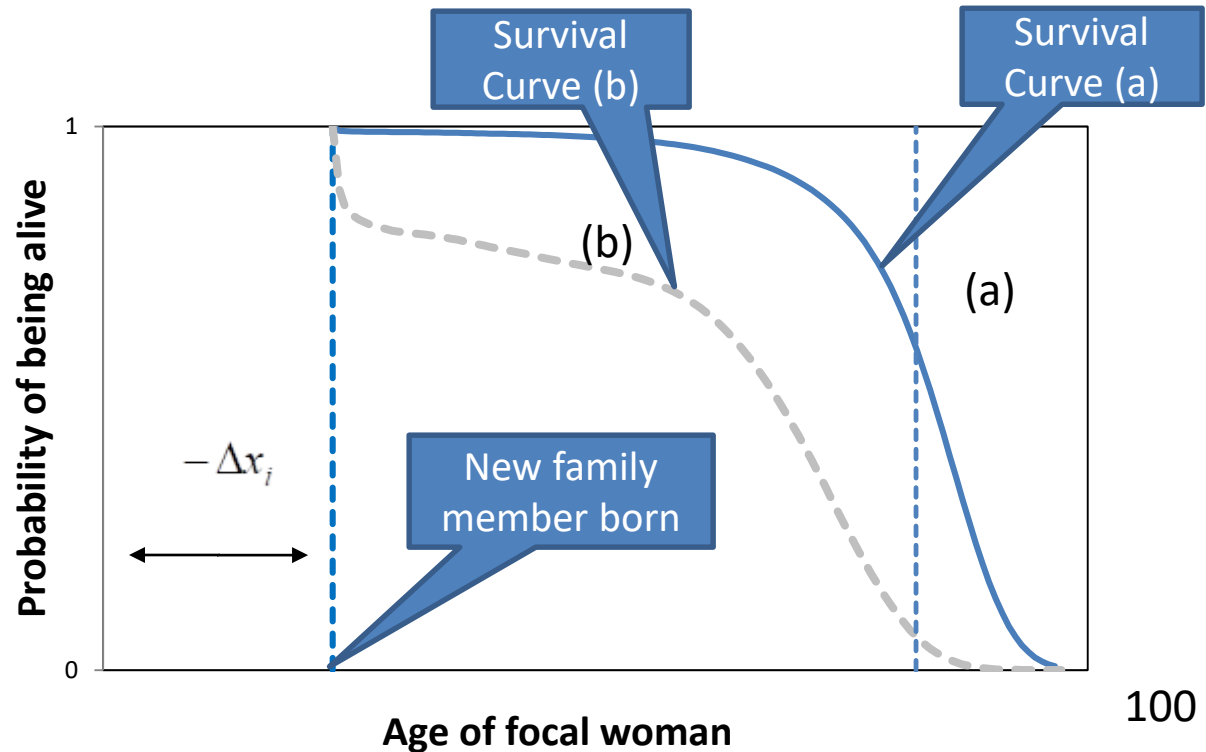 Survival
Curve (b)
Survival
Curve (a)
1
Probability of being alive
(b)
(a)
− Δx_i
New family
member born
0
100
Age of focal woman